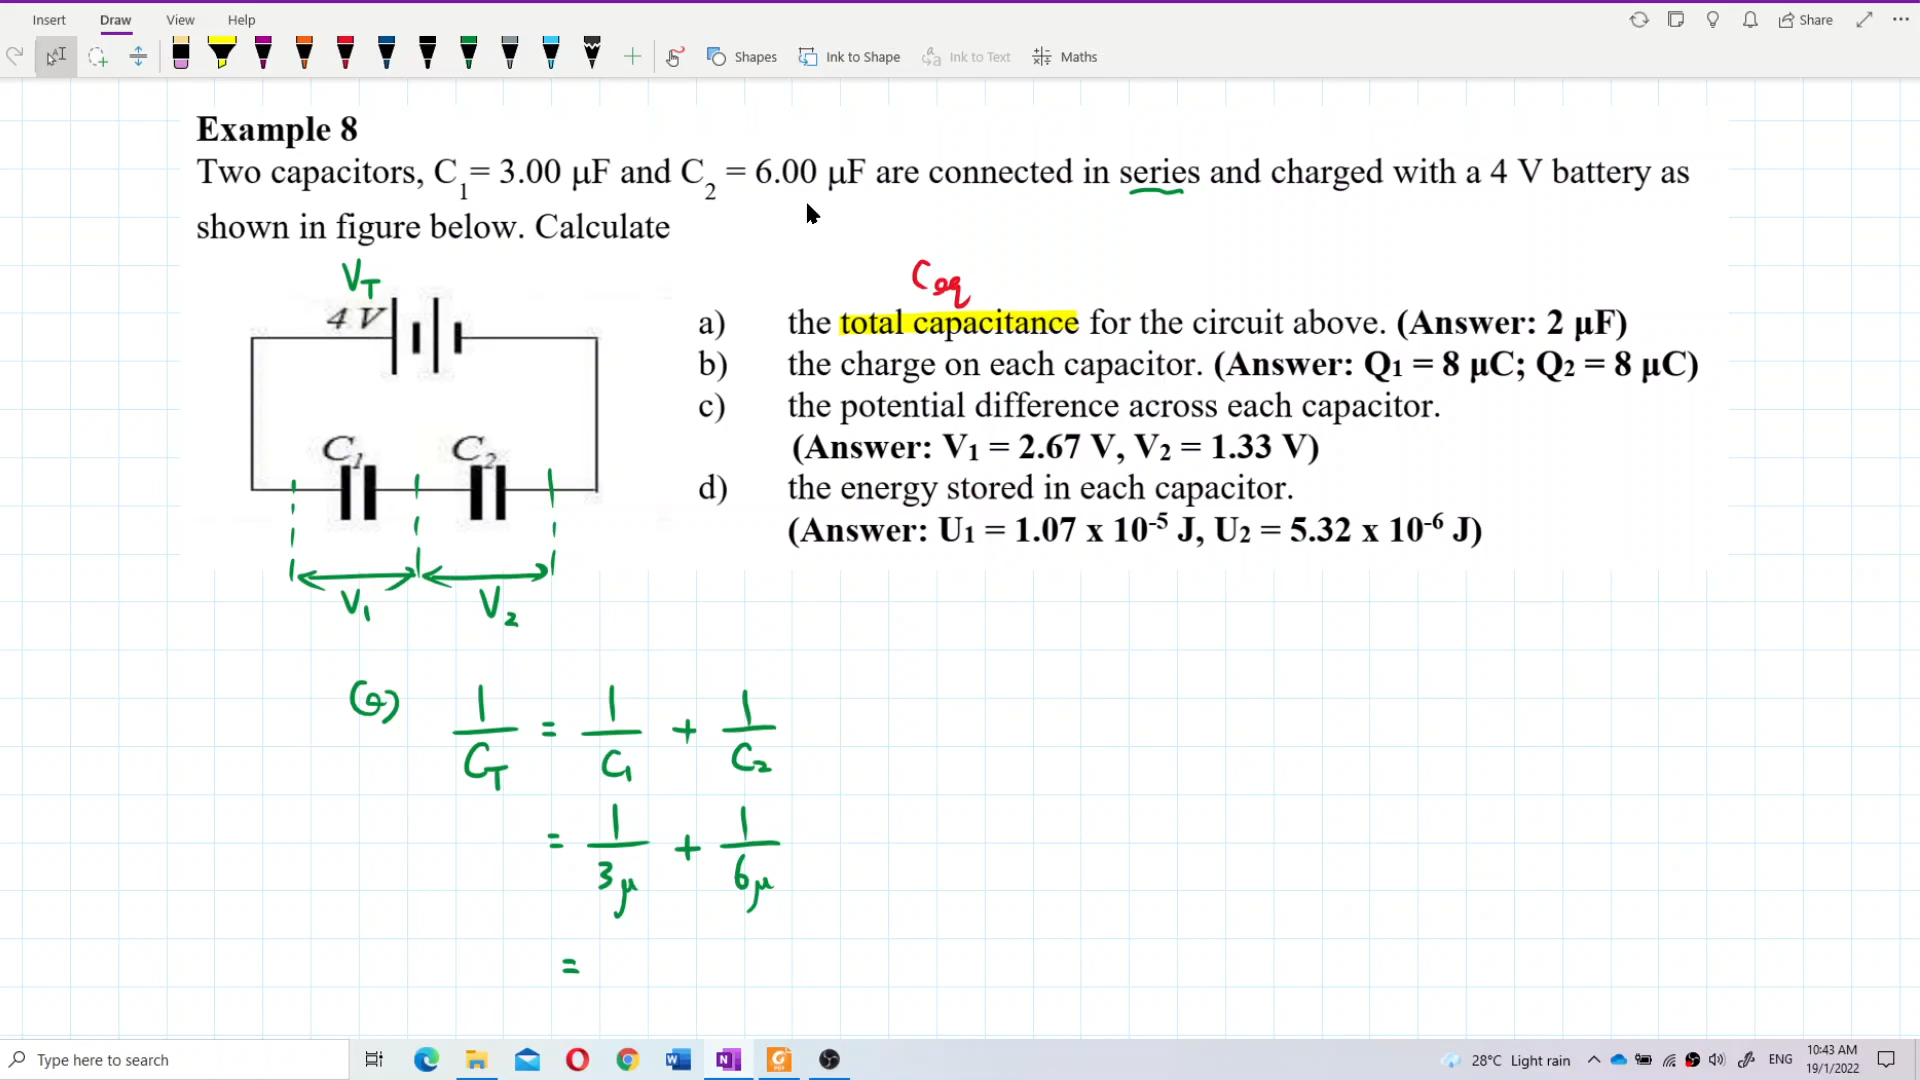 Insert Draw View Help
Share
Shapes Ink to Shape Ink to Text Maths
Example 8
Two capacitors, C1= 3.00 μF and C2 = 6.00 μF are connected in series and charged with a 4 V battery as
shown in figure below. Calculate
VT
Ceq
4 V
a) the total capacitance for the circuit above. (Answer: 2 μF)
b) the charge on each capacitor. (Answer: Q1 = 8 μC; Q2 = 8 μC)
c) the potential difference across each capacitor.
(Answer: V1 = 2.67 V, V2 = 1.33 V)
C1 C2
d) the energy stored in each capacitor.
(Answer: U1 = 1.07 x 10-5 J, U2 = 5.32 x 10-6 J)
V1 V2
(a) 1/CT = 1/C1 + 1/C2
= 1/3μ + 1/6μ
=
Type here to search
28°C Light rain
ENG
10:43 AM
19/1/2022